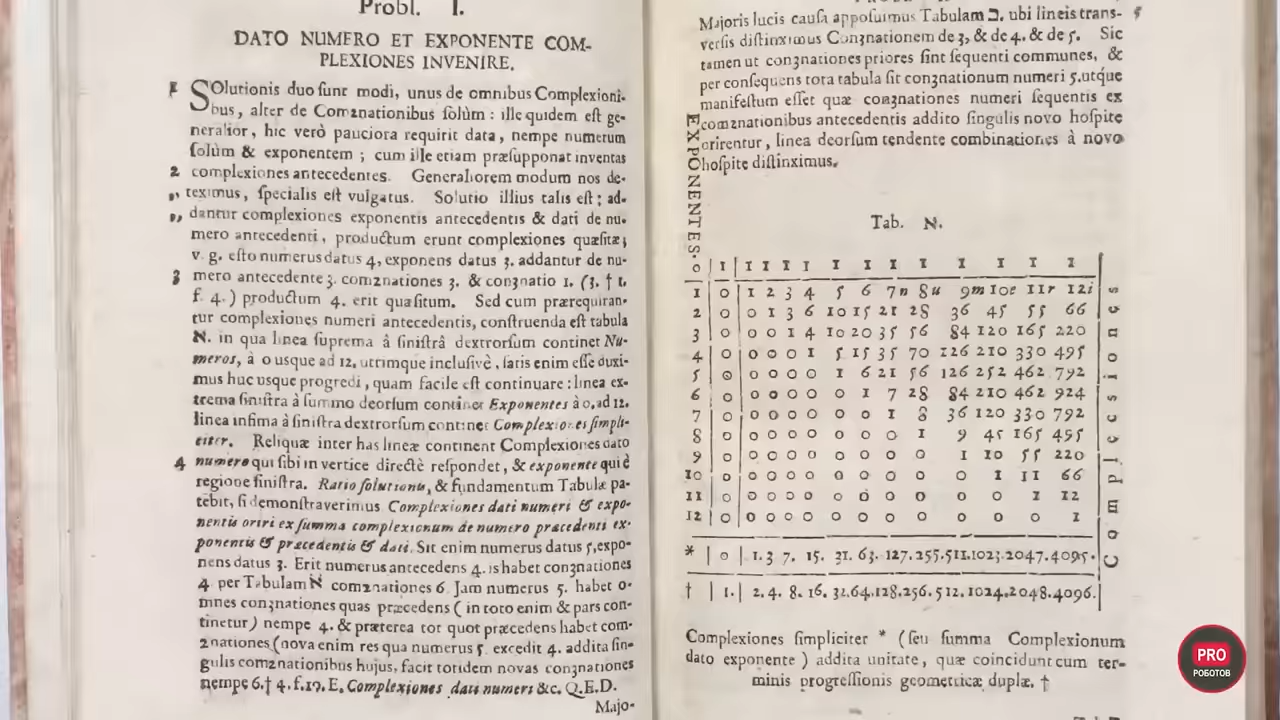 Probl. I.
DATO NUMERO ET EXPONENTE COM-
PLEXIONES INVENIRE.
1 SOlutionis duo ſunt modi, unus de omnibus Complexioni-
bus, alter de Com2nationibus ſolùm : ille quidem eſt ge-
neralior, hic verò pauciora requirit data, nempe numerum
ſolùm & exponentem ; cum ille etiam præſupponat inventas
2 complexiones antecedentes. Generaliorem modum nos de-
„ teximus, ſpecialis eſt vulgatus. Solutio illius talis eſt ; ad-
„ dantur complexiones exponentis antecedentis & dati de nu-
mero antecedenti, productum erunt complexiones quæſitæ;
v. g. eſto numerus datus 4, exponens datus 3. addantur de nu-
3 mero antecedente 3. com2nationes 3. & con3natio 1. (3. † 1.
f. 4.) productum 4. erit quæſitum. Sed cum prærequiran-
tur complexiones numeri antecedentis, conſtruenda eſt tabula
א. in qua linea ſuprema à ſiniſtrâ dextrorſum continet Nu-
meros, à 0 usque ad 12, utrimque incluſivè, ſatis enim eſſe duxi-
mus huc usque progredi, quam facile eſt continuare : linea ex-
trema ſiniſtra à ſummo deorſum continet Exponentes à 0, ad 12.
linea infima à ſiniſtra dextrorſum continet Complexiones ſimpli-
citer. Reliquæ inter has lineæ continent Complexiones dato
4 numero qui ſibi in vertice directè reſpondet, & exponente qui è
regione ſiniſtra. Ratio ſolutionis, & fundamentum Tabulæ pa-
tebit, ſi demonſtraverimus Complexiones dati numeri & expo-
nentis oriri ex ſumma complexionum de numero præcedenti ex-
ponentis & præcedentis & dati. Sit enim numerus datus 5, expo-
nens datus 3. Erit numerus antecedens 4. is habet con3nationes
4 per Tabulam א com2nationes 6. Jam numerus 5. habet o-
mnes con3nationes quas præcedens ( in toto enim & pars con-
tinetur ) nempe 4. & præterea tot quot præcedens habet com-
2nationes (nova enim res qua numerus 5. excedit 4. addita ſin-
gulis com2nationibus hujus, facit totidem novas con3nationes
nempe 6. † 4. f. 10. E. Complexiones dati numeri &c. Q.E.D.
Majo-
Majoris lucis cauſa appoſuimus Tabulam ב. ubi lineis trans- 5
verſis diſtinximus Con3nationem de 3, & de 4. & de 5. Sic
tamen ut con3nationes priores ſint ſequenti communes, &
per conſequens tota tabula ſit con3nationum numeri 5. utque
manifeſtum eſſet quæ con3nationes numeri ſequentis ex
com2nationibus antecedentis addito ſingulis novo hoſpite
orirentur, linea deorſum tendente combinationes à novo
hoſpite diſtinximus.
Tab. א.
EXPONENTES.
0 | 1 | 1 1 1 1 1 1 1 1 1 1 1 1
1 | 0 | 1 2 3 4 5 6 7n 8u 9m 10e 11r 12i
2 | 0 | 0 1 3 6 10 15 21 28 36 45 55 66
3 | 0 | 0 0 1 4 10 20 35 56 84 120 165 220
4 | 0 | 0 0 0 1 5 15 35 70 126 210 330 495
5 | 0 | 0 0 0 0 1 6 21 56 126 252 462 792
6 | 0 | 0 0 0 0 0 1 7 28 84 210 462 924
7 | 0 | 0 0 0 0 0 0 1 8 36 120 330 792
8 | 0 | 0 0 0 0 0 0 0 1 9 45 165 495
9 | 0 | 0 0 0 0 0 0 0 0 1 10 55 220
10 | 0 | 0 0 0 0 0 0 0 0 0 1 11 66
11 | 0 | 0 0 0 0 0 0 0 0 0 0 1 12
12 | 0 | 0 0 0 0 0 0 0 0 0 0 0 1
* | 0 | 1. 3 7. 15. 31. 63. 127. 255. 511. 1023. 2047. 4095.
† | 1. | 2. 4. 8. 16. 32. 64. 128. 256. 512. 1024. 2048. 4096.
Complexiones
Complexiones ſimpliciter * (ſeu ſumma Complexionum
dato exponente ) addita unitate, quæ coincidunt cum ter-
minis progreſſionis geometricæ duplæ. †
PRO
РОБОТОВ